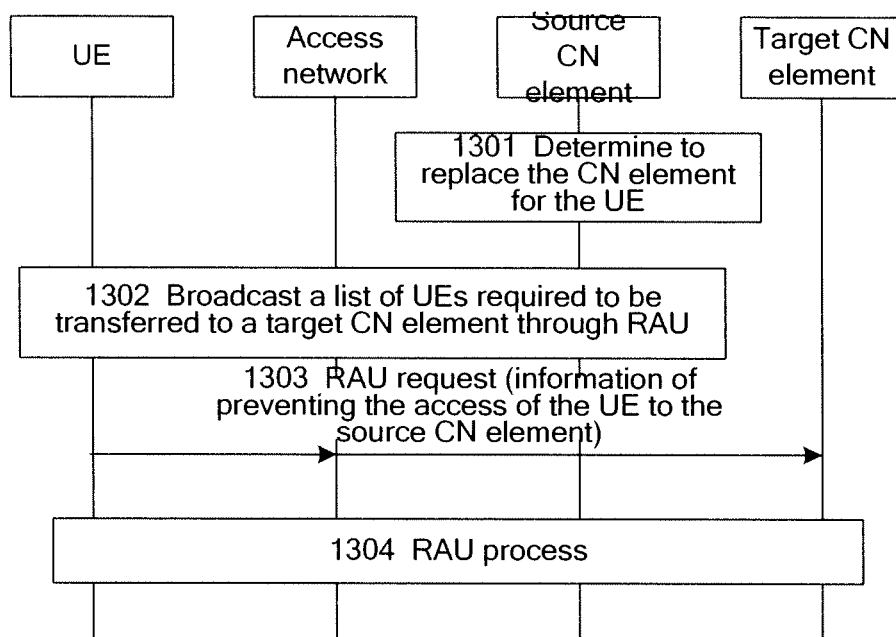 UE
Access
network
Source
CN
element
Target CN
element
1301 Determine to
replace the CN element
for the UE
1302 Broadcast a list of UEs required to be
transferred to a target CN element through RAU
1303 RAU request (information of
preventing the access of the UE to the
source CN element)
1304 RAU process